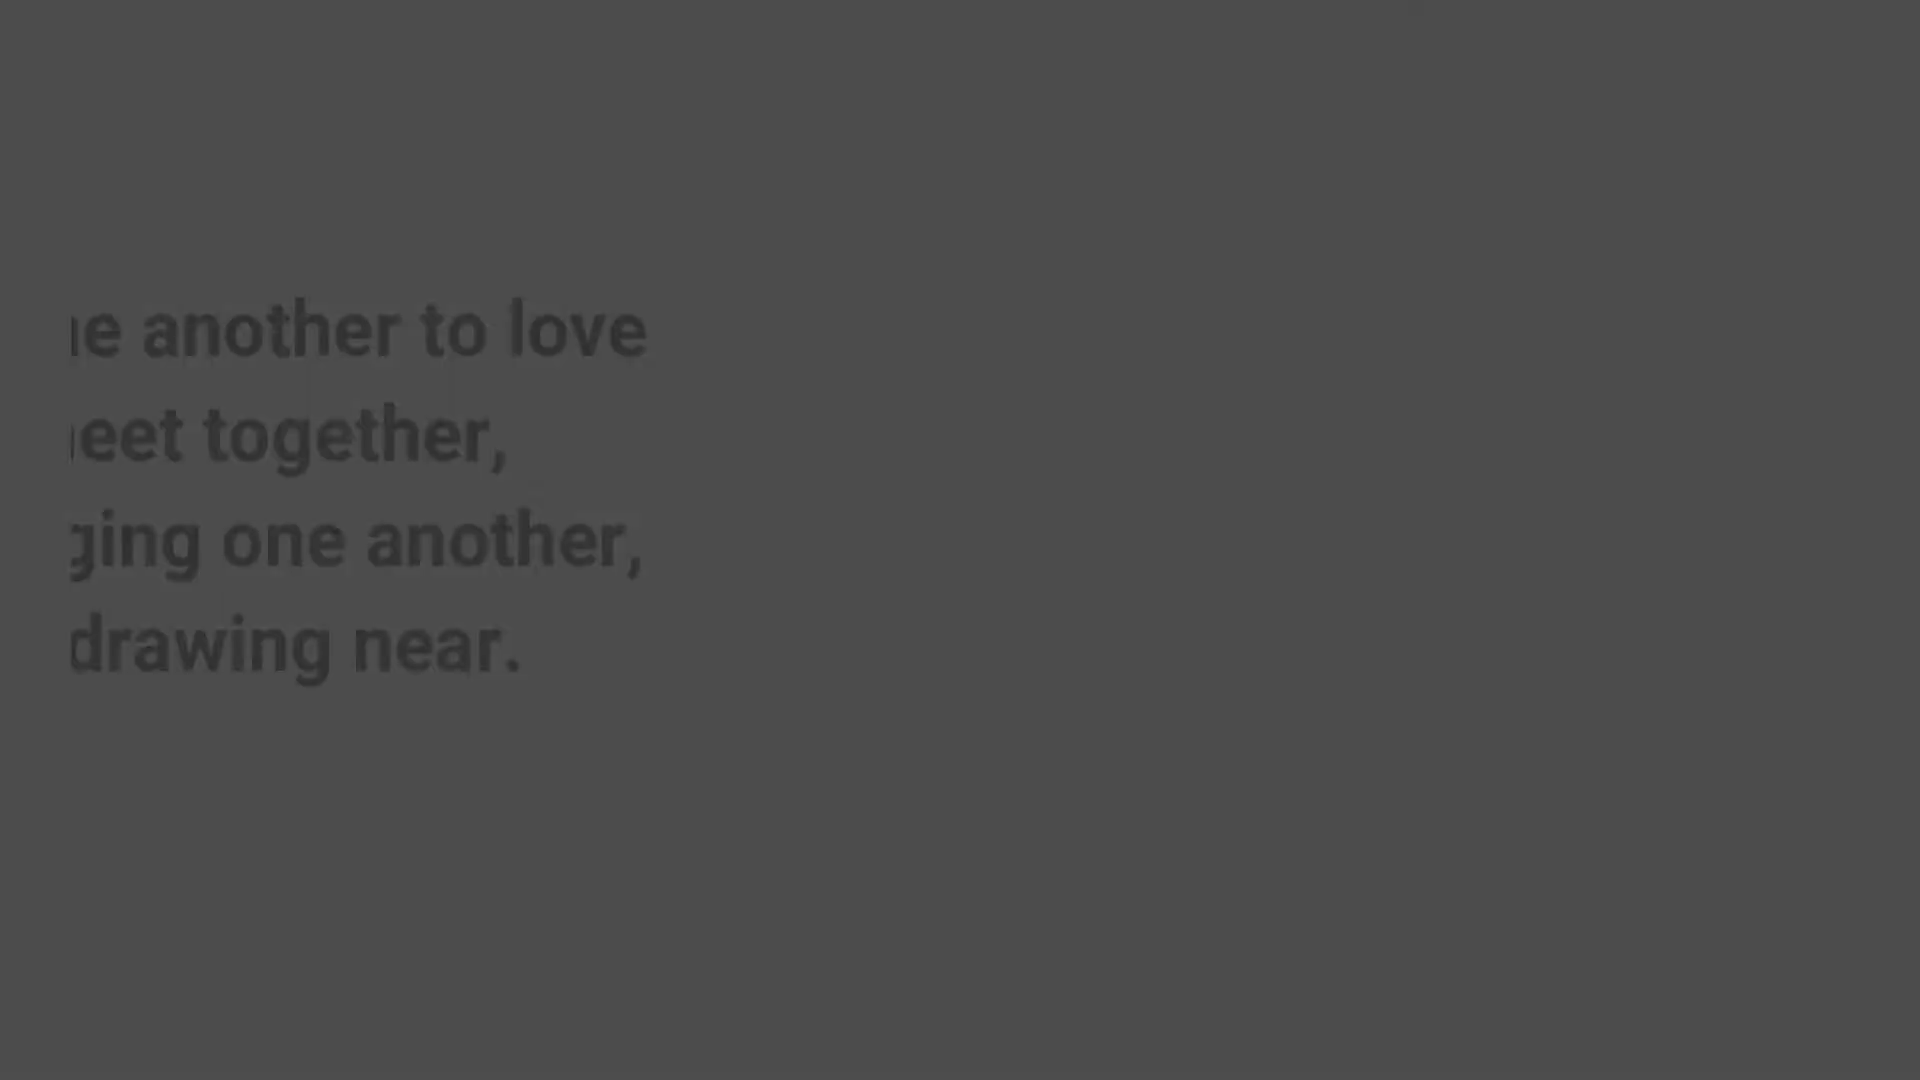 e another to love
eet together,
ging one another,
drawing near.